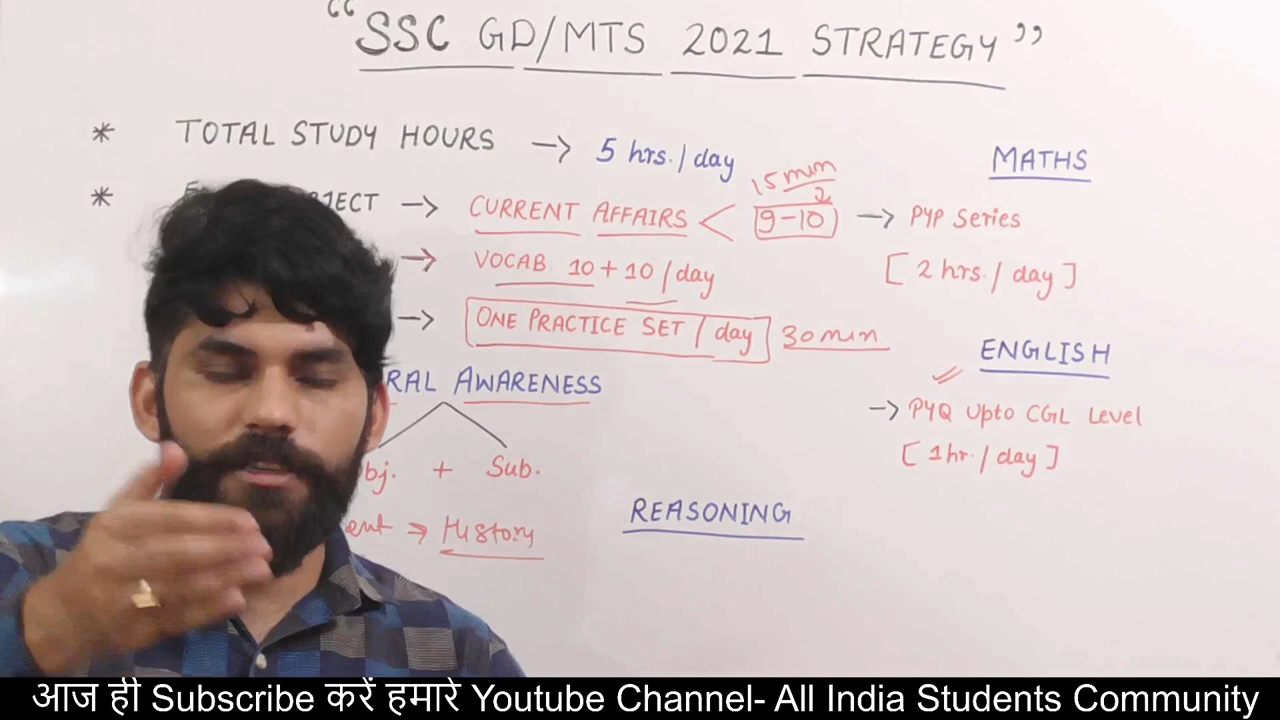 “SSC GD/MTS 2021 STRATEGY”
* TOTAL STUDY HOURS → 5 hrs./day
* → CURRENT AFFAIRS < 9-10 → PYP Series
15 min
2
→ VOCAB 10 + 10/day
→ ONE PRACTICE SET/day 30 min
RAL AWARENESS
bj. + Sub.
ent ⇒ History
MATHS
[2 hrs./day]
ENGLISH
→ PYQ Upto CGL Level
[1 hr./day]
REASONING
आज ही Subscribe करें हमारे Youtube Channel- All India Students Community